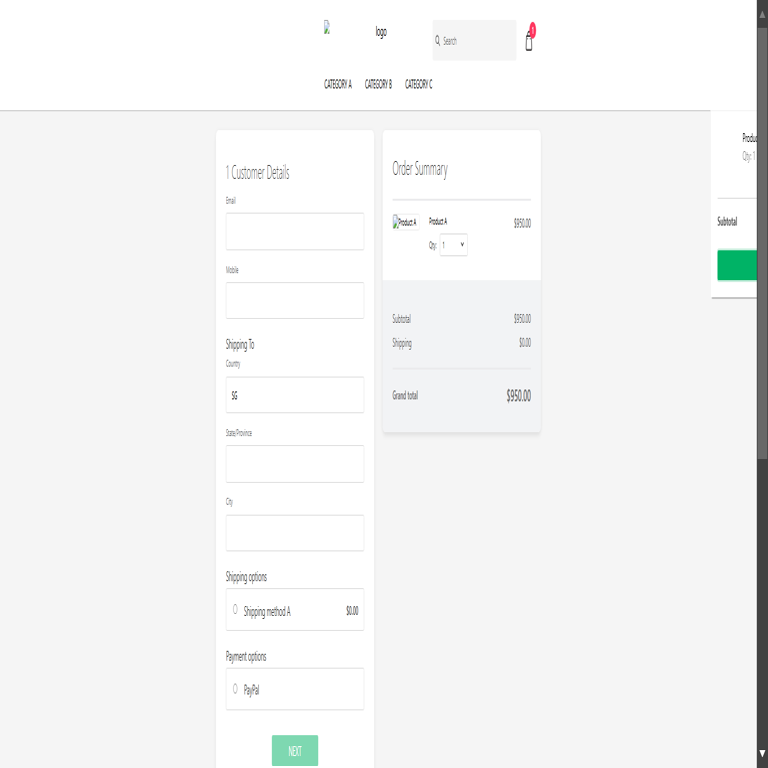 logo
Search
1
CATEGORY A CATEGORY B CATEGORY C
1 Customer Details
Email
Mobile
Shipping To
Country
SG
State/Province
City
Shipping options
Shipping method A $0.00
Payment options
PayPal
NEXT
Order Summary
Product A Product A $950.00
Qty: 1
Subtotal $950.00
Shipping $0.00
Grand total $950.00
Qty: 1
Subtotal